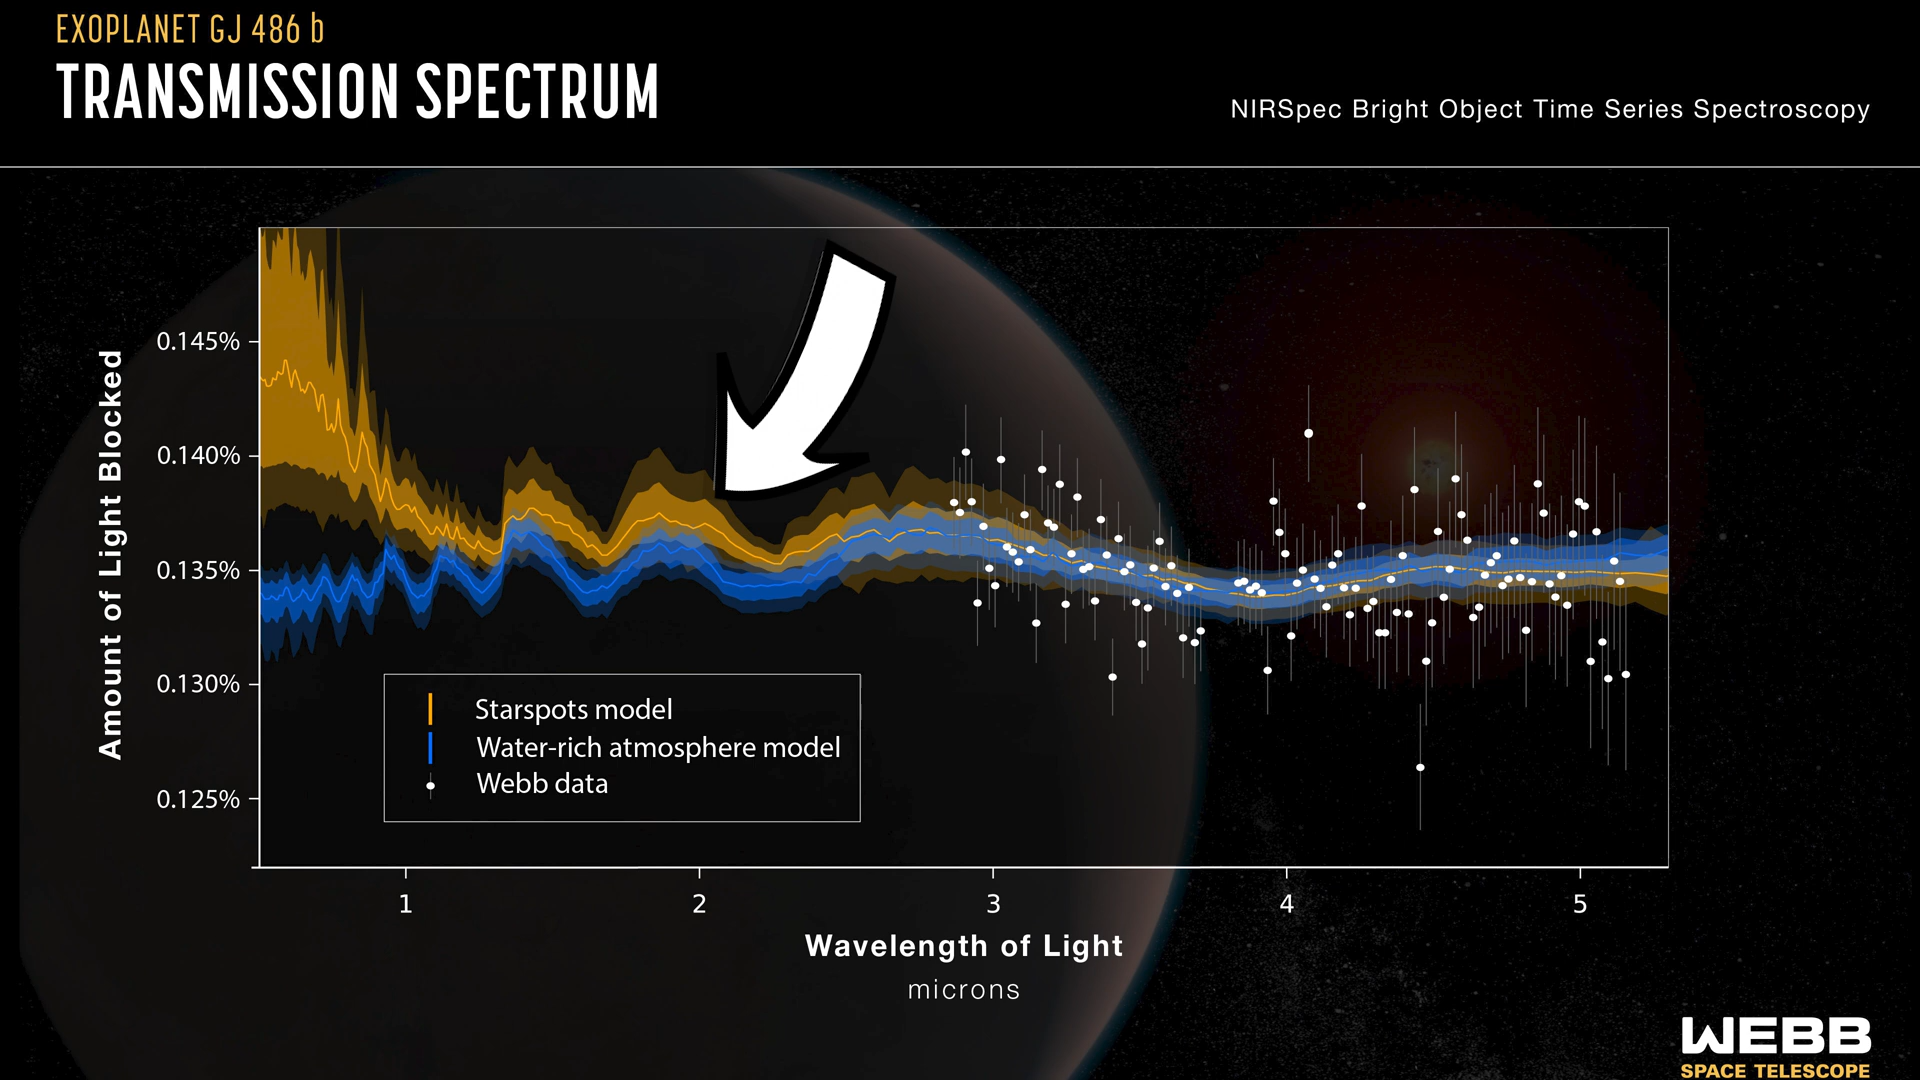 EXOPLANET GJ 486 b
TRANSMISSION SPECTRUM
NIRSpec Bright Object Time Series Spectroscopy
Amount of Light Blocked
0.145%
0.140%
0.135%
0.130%
0.125%
Starspots model
Water-rich atmosphere model
Webb data
1 2 3 4 5
Wavelength of Light
microns
WEBB
SPACE TELESCOPE